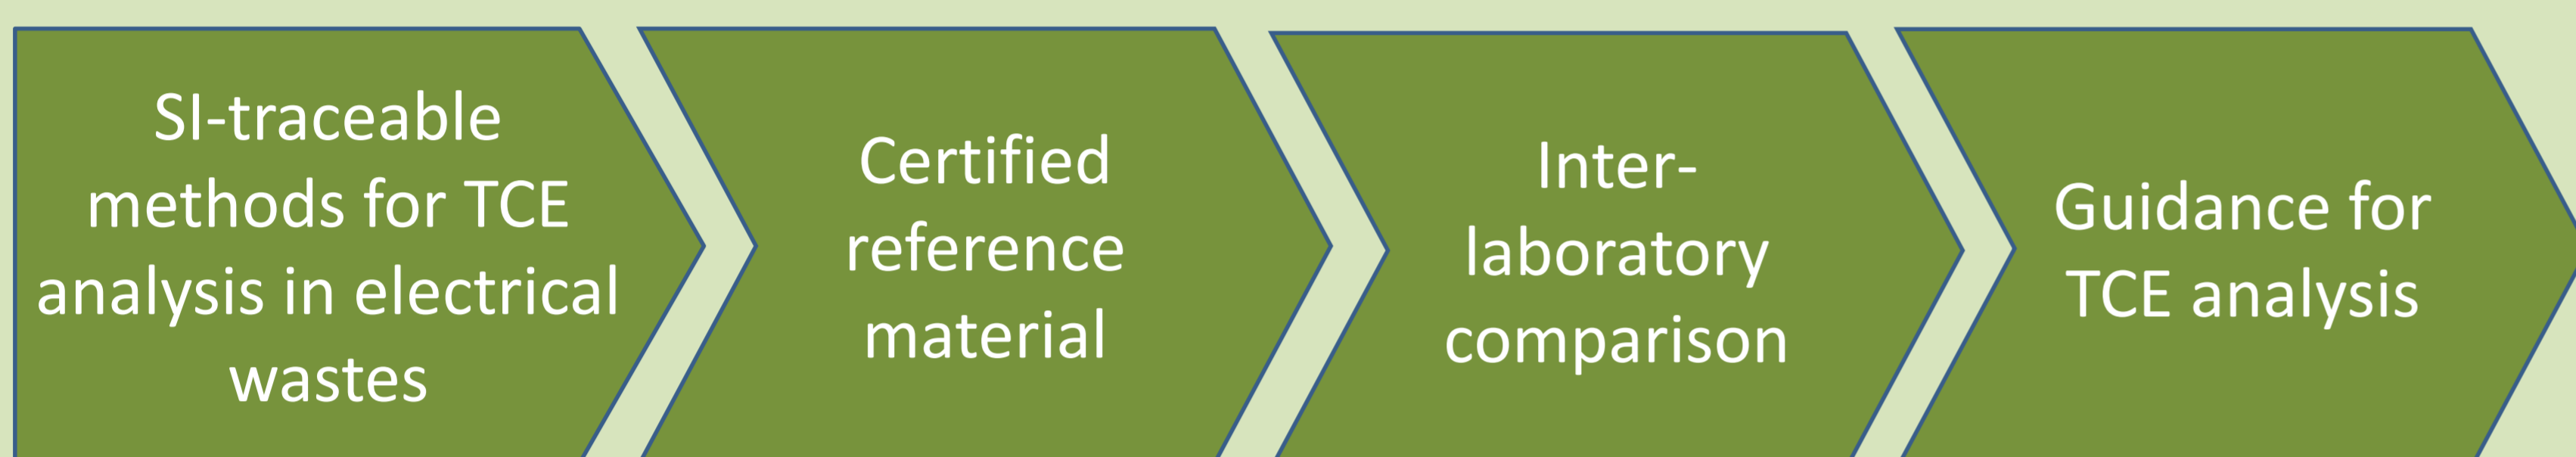 SI-traceable
methods for TCE
analysis in electrical
wastes
Certified
reference
material
Inter-
laboratory
comparison
Guidance for
TCE analysis